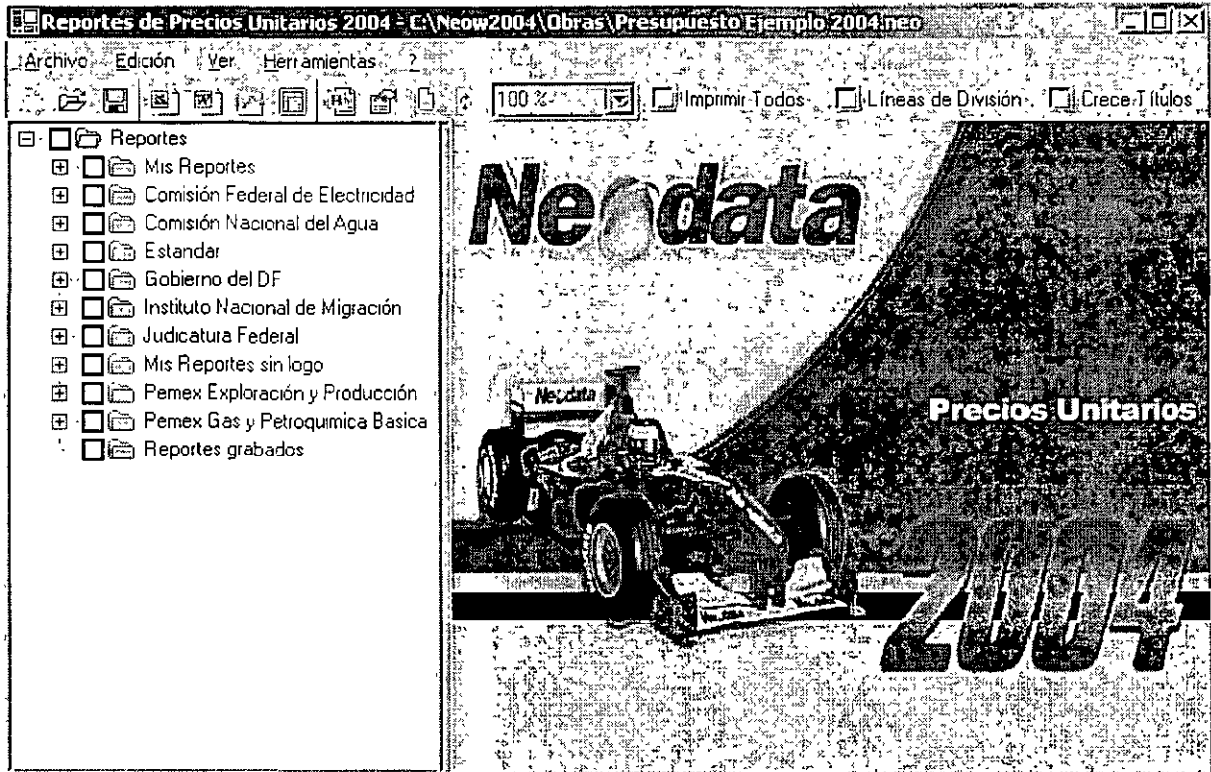 Reportes de Precios Unitarios 2004 - C:\Neow2004\Obras\Presupuesto Ejemplo 2004.neo
Archivo Edición Ver Herramientas ?
100 % Imprimir Todos Líneas de División Crece Títulos
Reportes
Mis Reportes
Comisión Federal de Electricidad
Comisión Nacional del Agua
Estandar
Gobierno del DF
Instituto Nacional de Migración
Judicatura Federal
Mis Reportes sin logo
Pemex Exploración y Producción
Pemex Gas y Petroquimica Basica
Reportes grabados
Neodata
Neodata
Precios Unitarios
2004